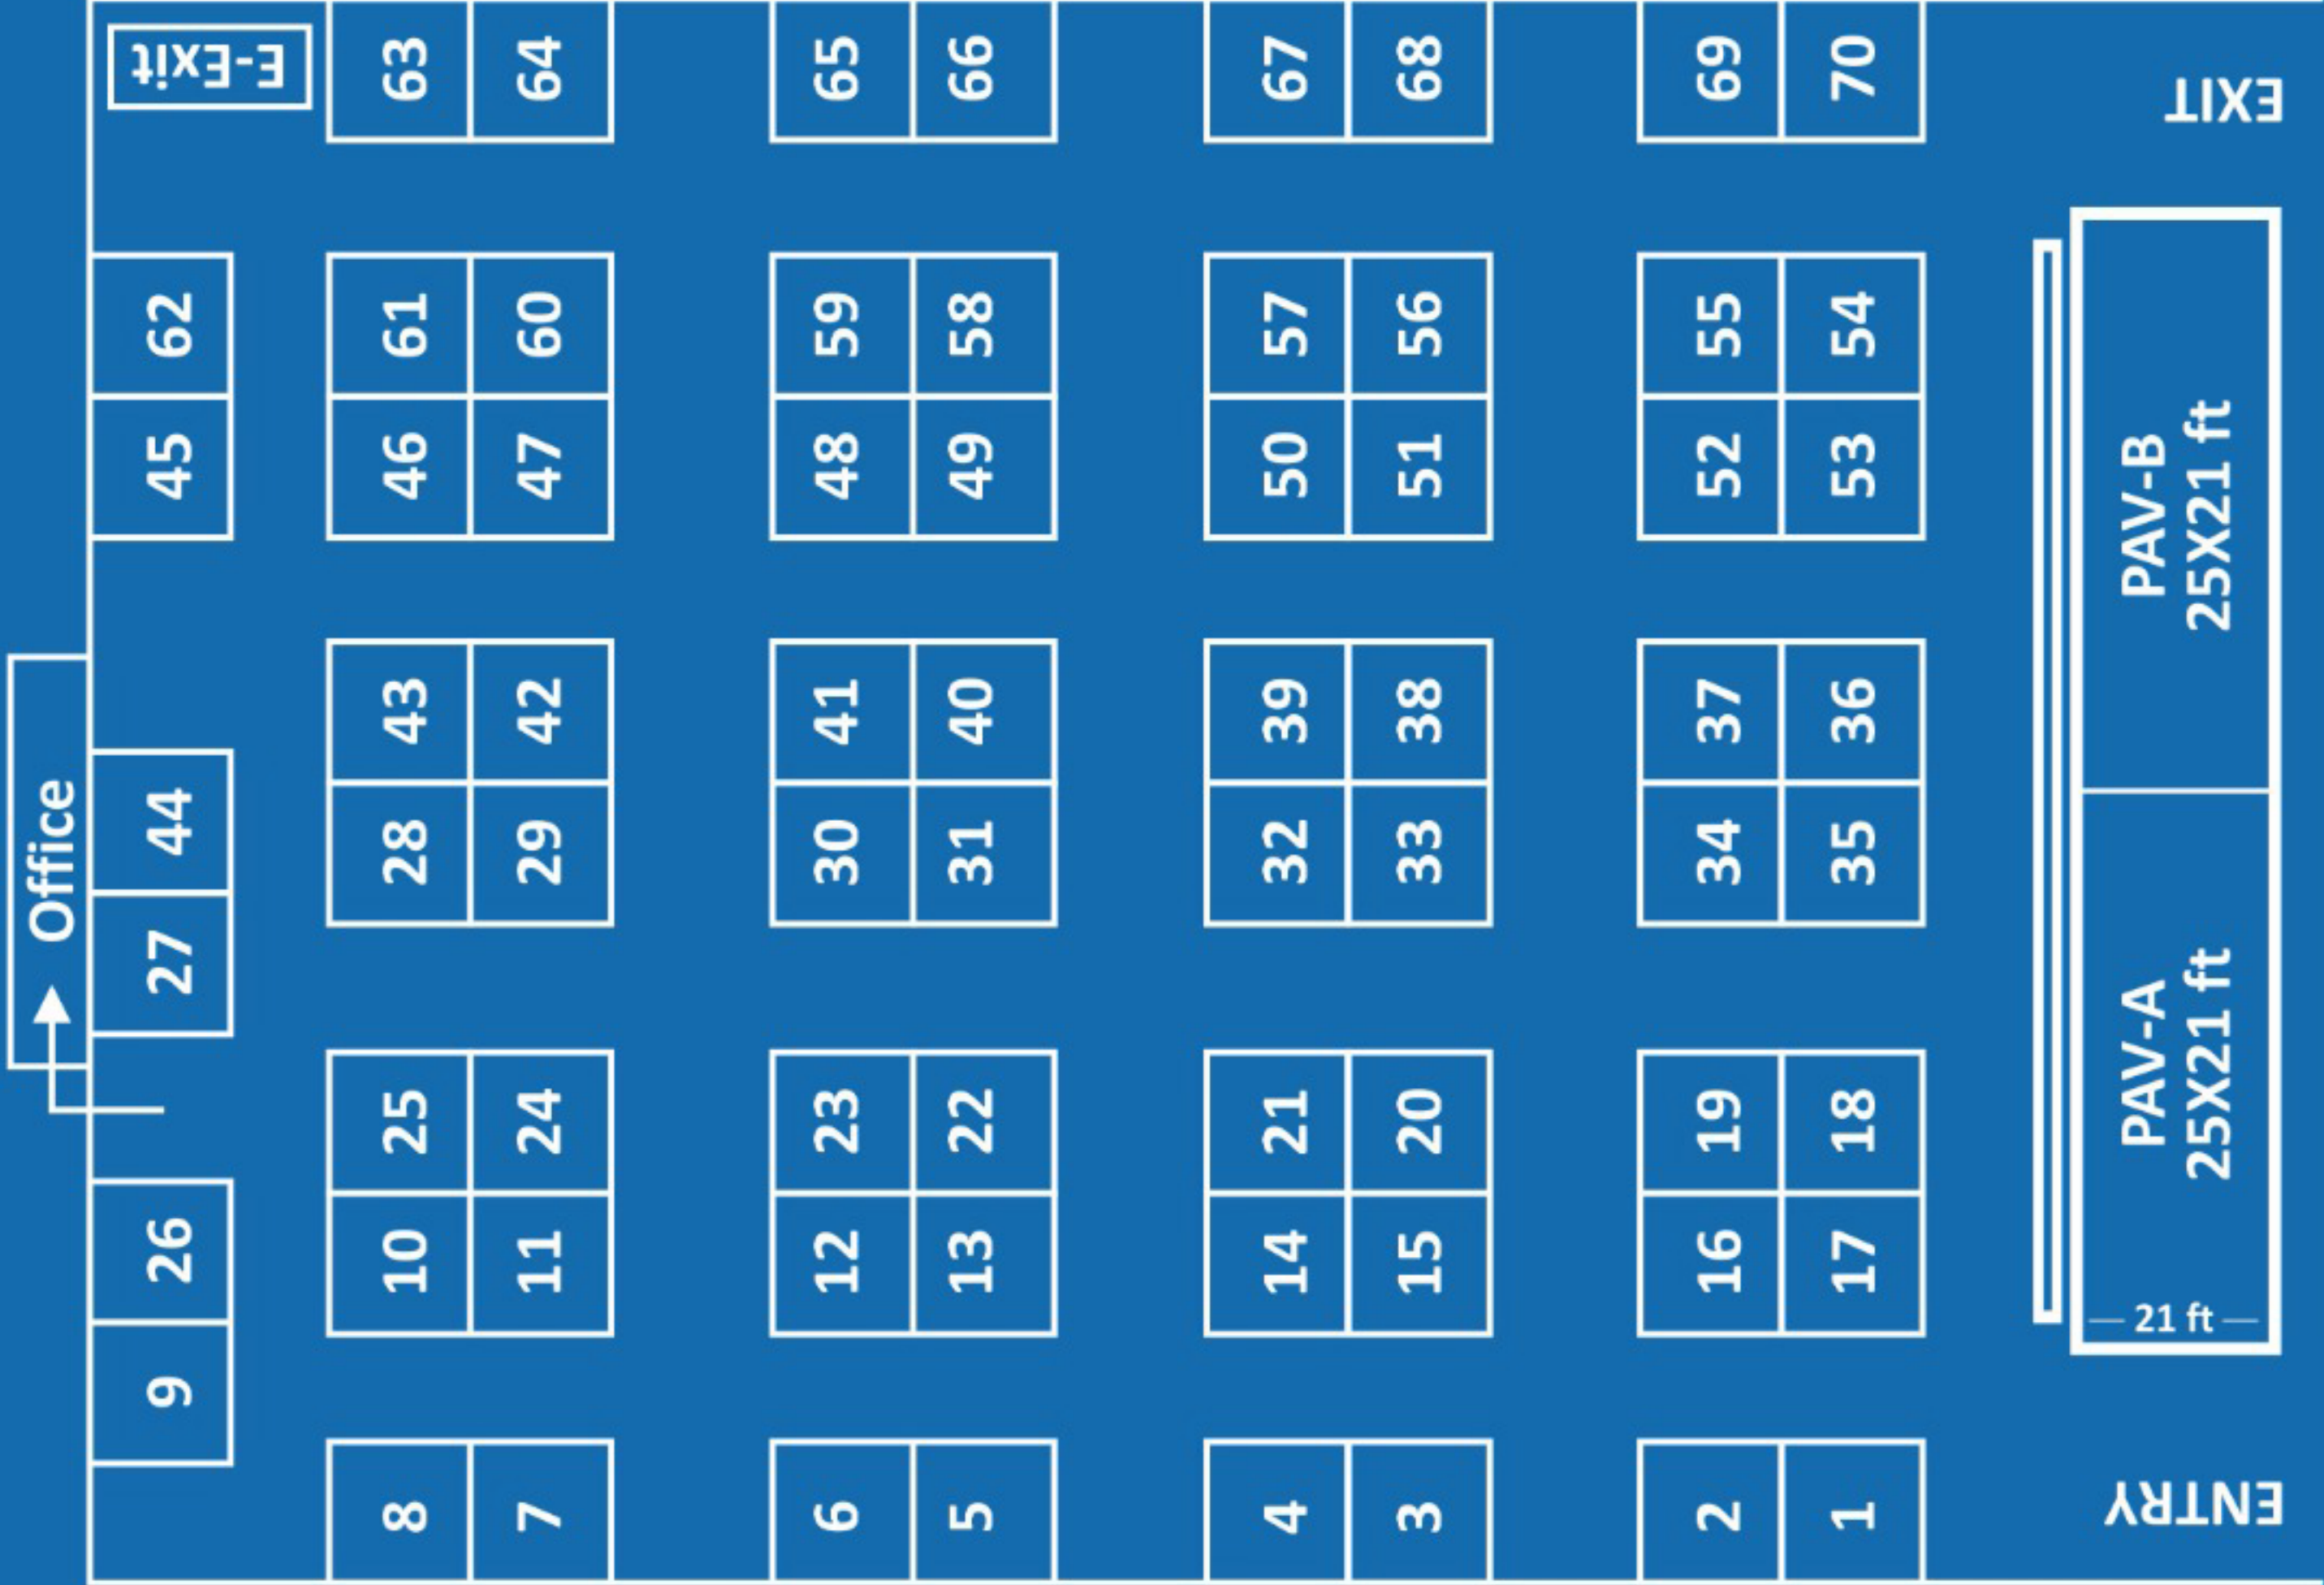 Office
9 26 27 44 45 62
E-Exit
8 10 25 28 43 46 61 63
7 11 24 29 42 47 60 64
6 12 23 30 41 48 59 65
5 13 22 31 40 49 58 66
4 14 21 32 39 50 57 67
3 15 20 33 38 51 56 68
2 16 19 34 37 52 55 69
1 17 18 35 36 53 54 70
ENTRY
21 ft
PAV-A
25X21 ft
PAV-B
25X21 ft
EXIT